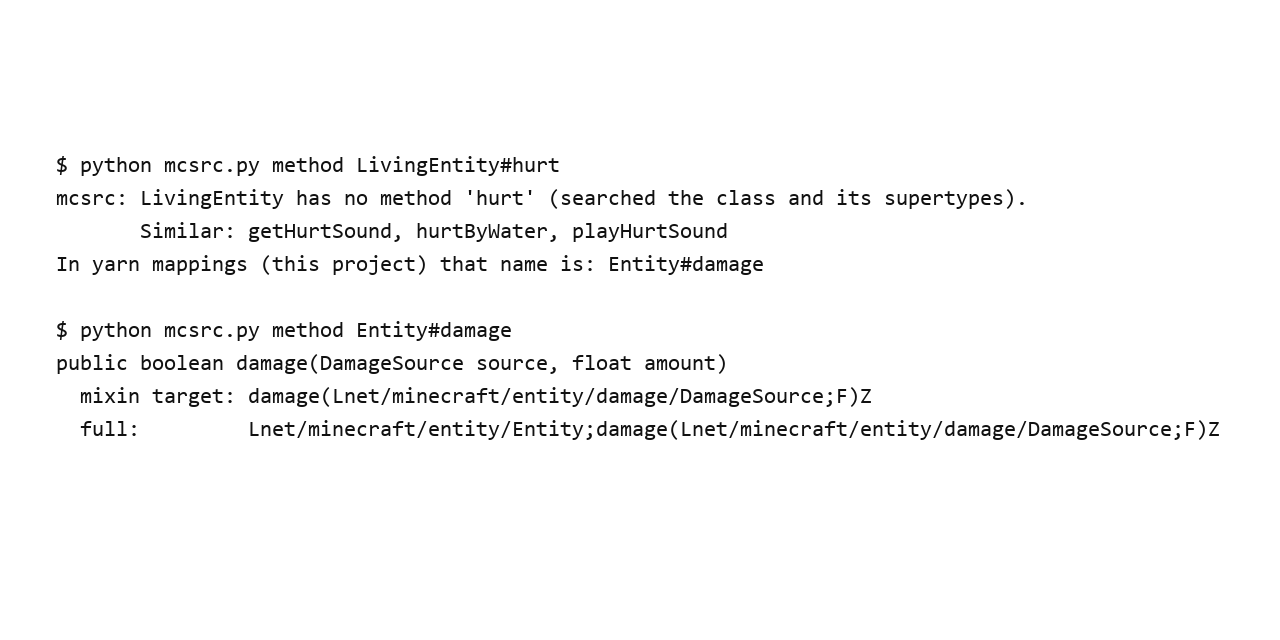 $ python mcsrc.py method LivingEntity#hurt
mcsrc: LivingEntity has no method 'hurt' (searched the class and its supertypes).
       Similar: getHurtSound, hurtByWater, playHurtSound
In yarn mappings (this project) that name is: Entity#damage

$ python mcsrc.py method Entity#damage
public boolean damage(DamageSource source, float amount)
  mixin target: damage(Lnet/minecraft/entity/damage/DamageSource;F)Z
  full:         Lnet/minecraft/entity/Entity;damage(Lnet/minecraft/entity/damage/DamageSource;F)Z